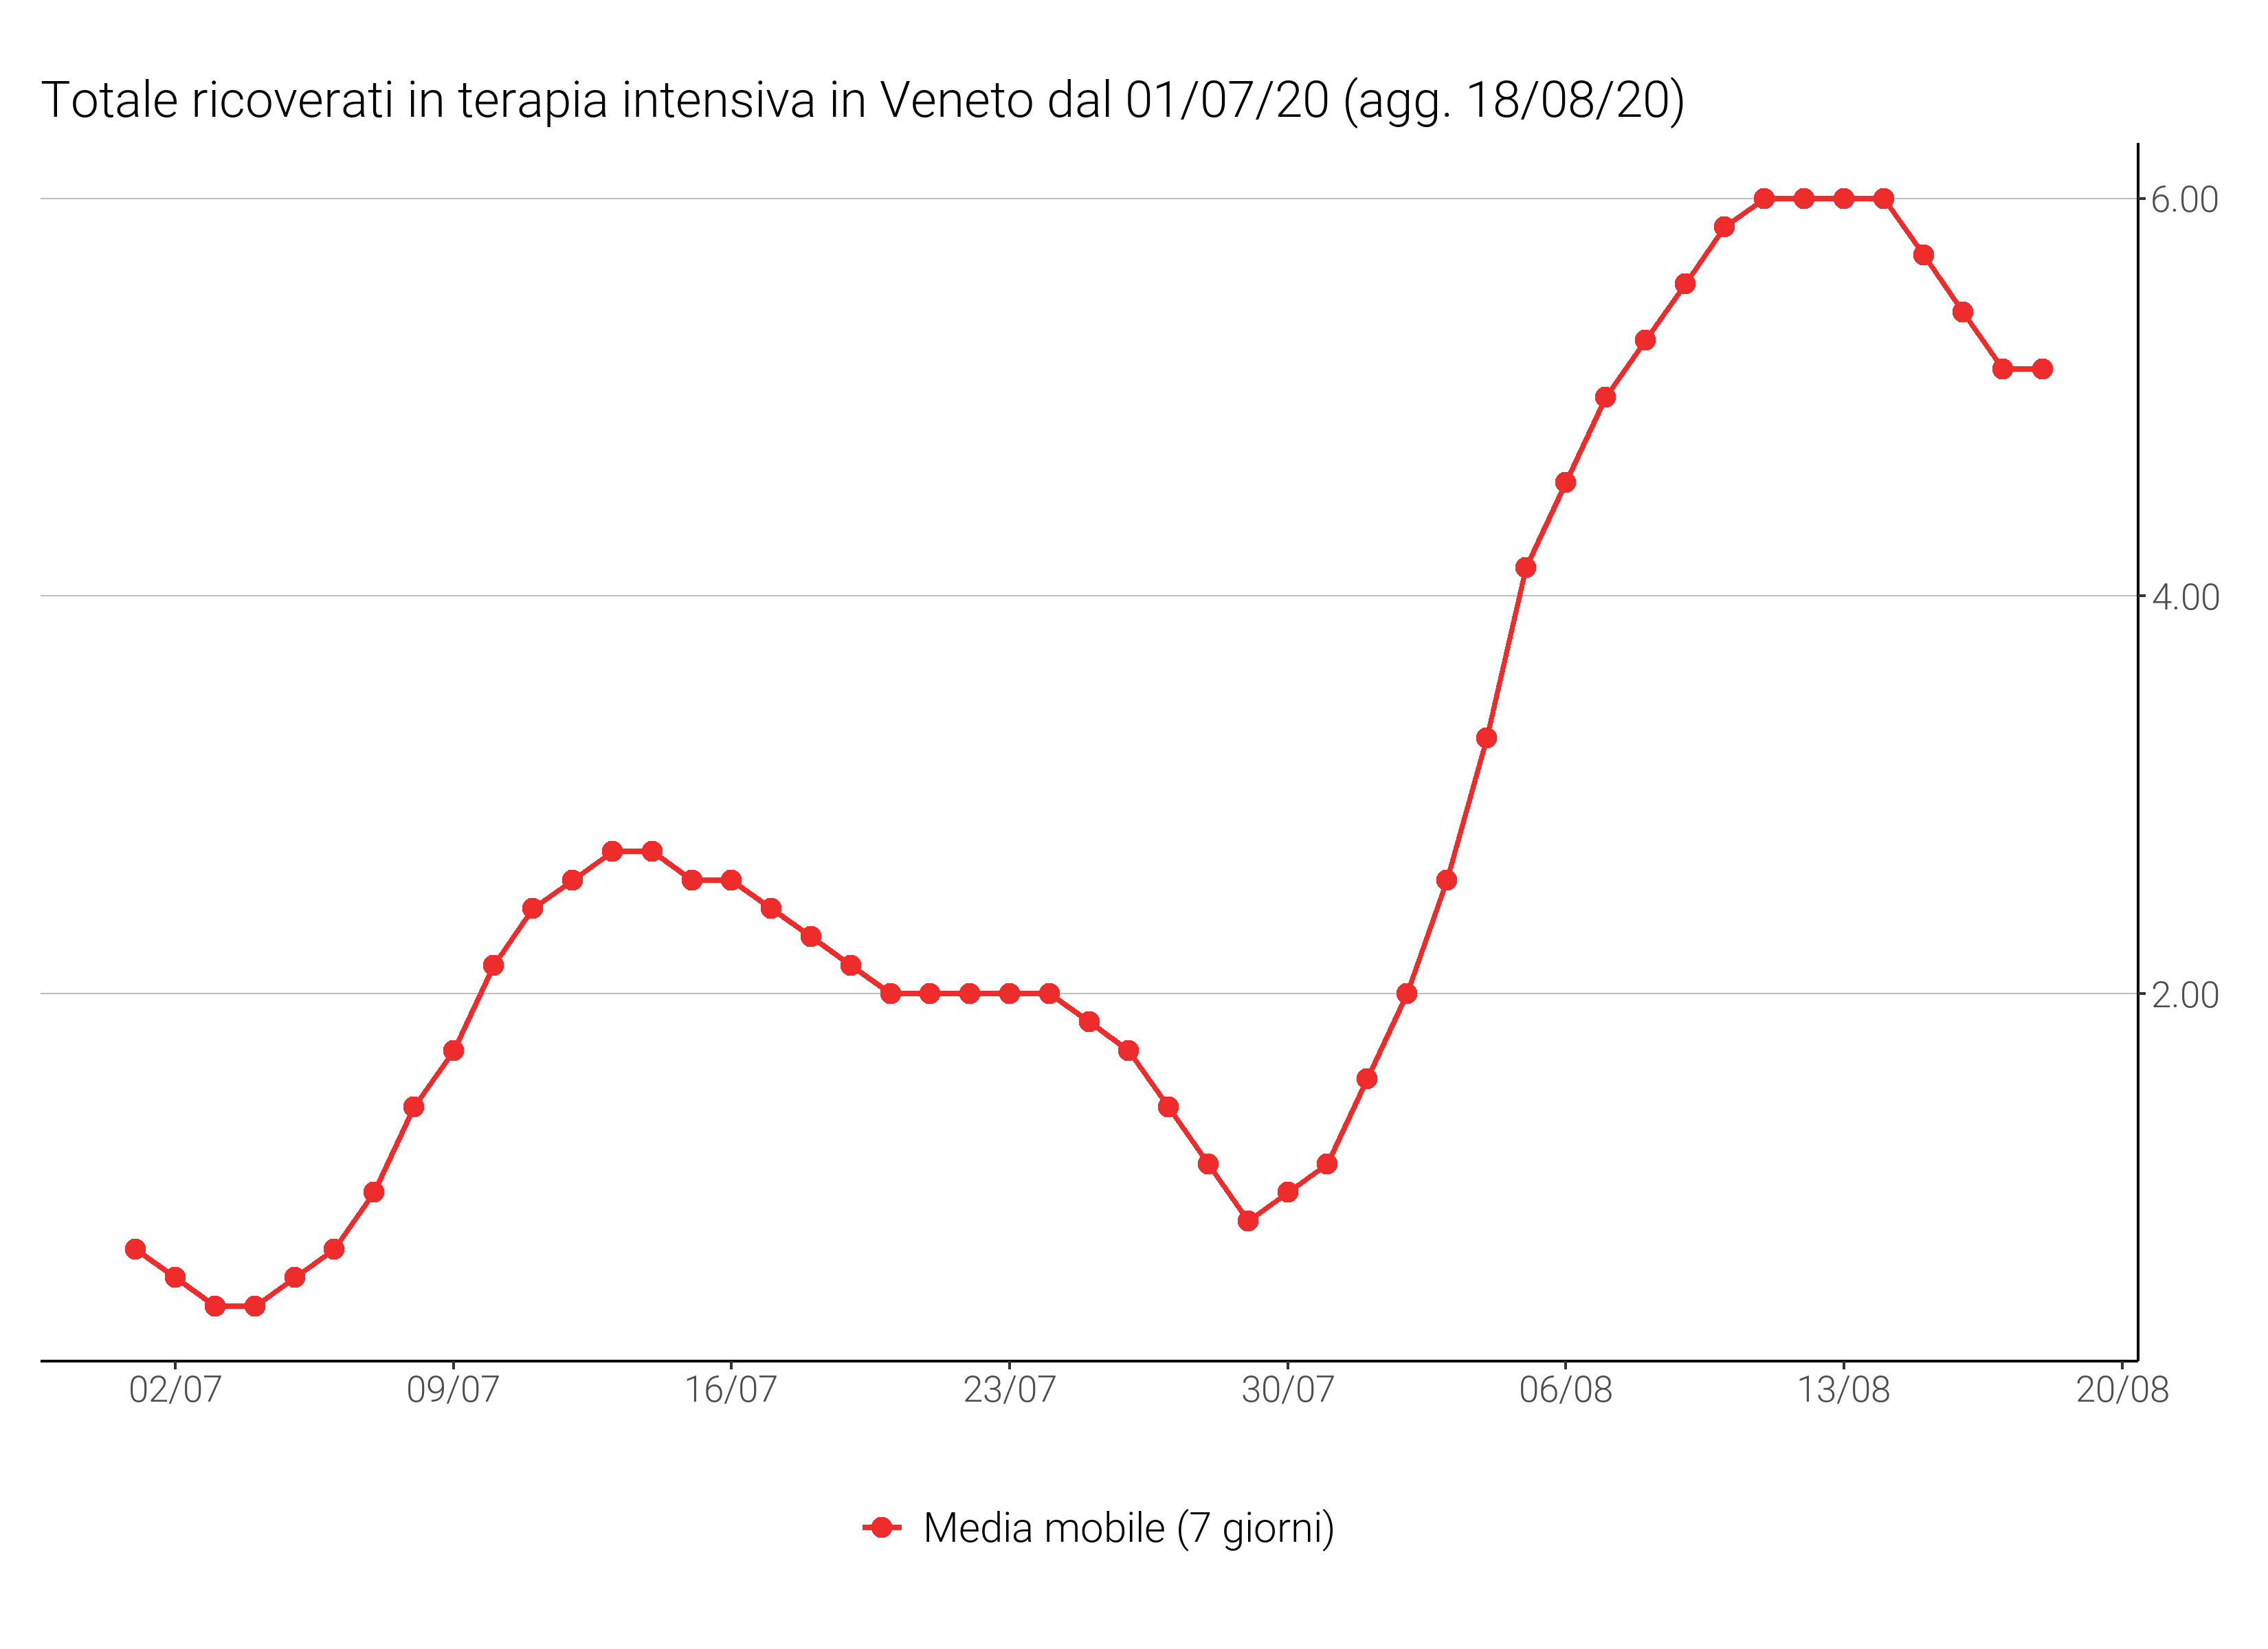 Totale ricoverati in terapia intensiva in Veneto dal 01/07/20 (agg. 18/08/20)
6.00
4.00
2.00
02/07 09/07 16/07 23/07 30/07 06/08 13/08 20/08
Media mobile (7 giorni)